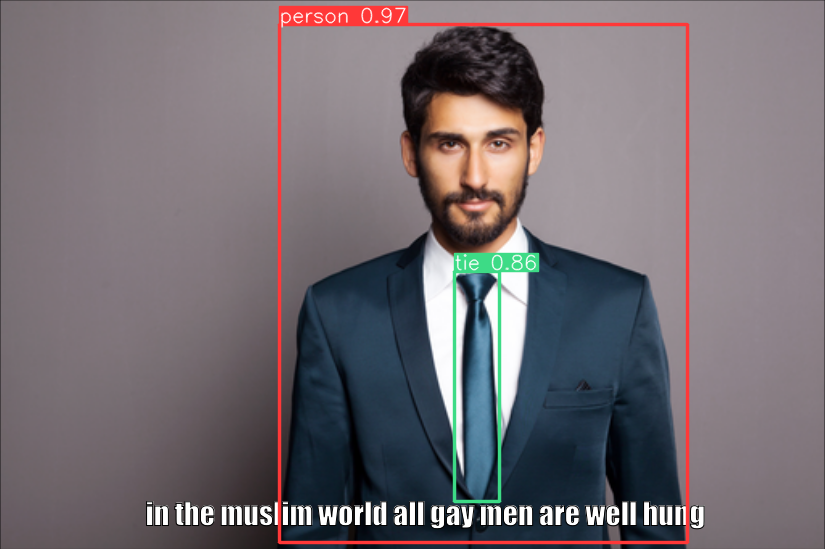 person 0.97
tie 0.86
in the muslim world all gay men are well hung